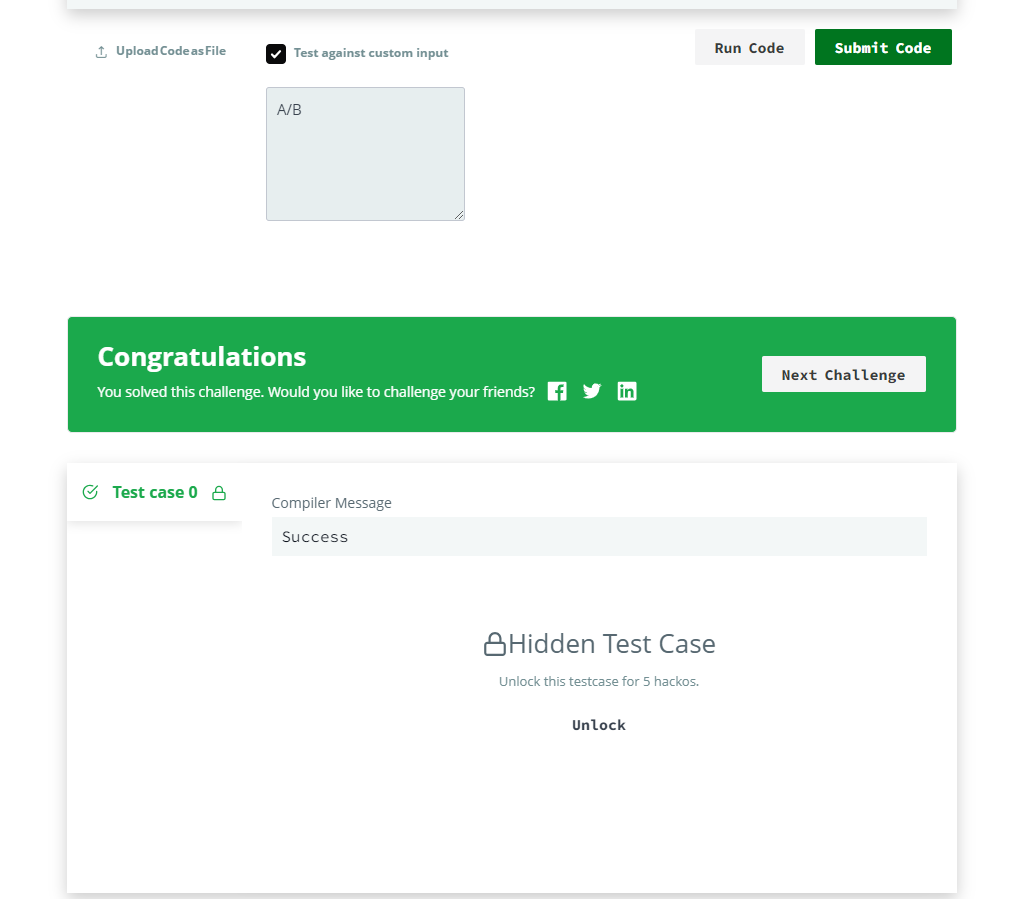 Upload Code as File
Test against custom input
Run Code
Submit Code
A/B
Congratulations
You solved this challenge. Would you like to challenge your friends?
Next Challenge
Test case 0
Compiler Message
Success
Hidden Test Case
Unlock this testcase for 5 hackos.
Unlock